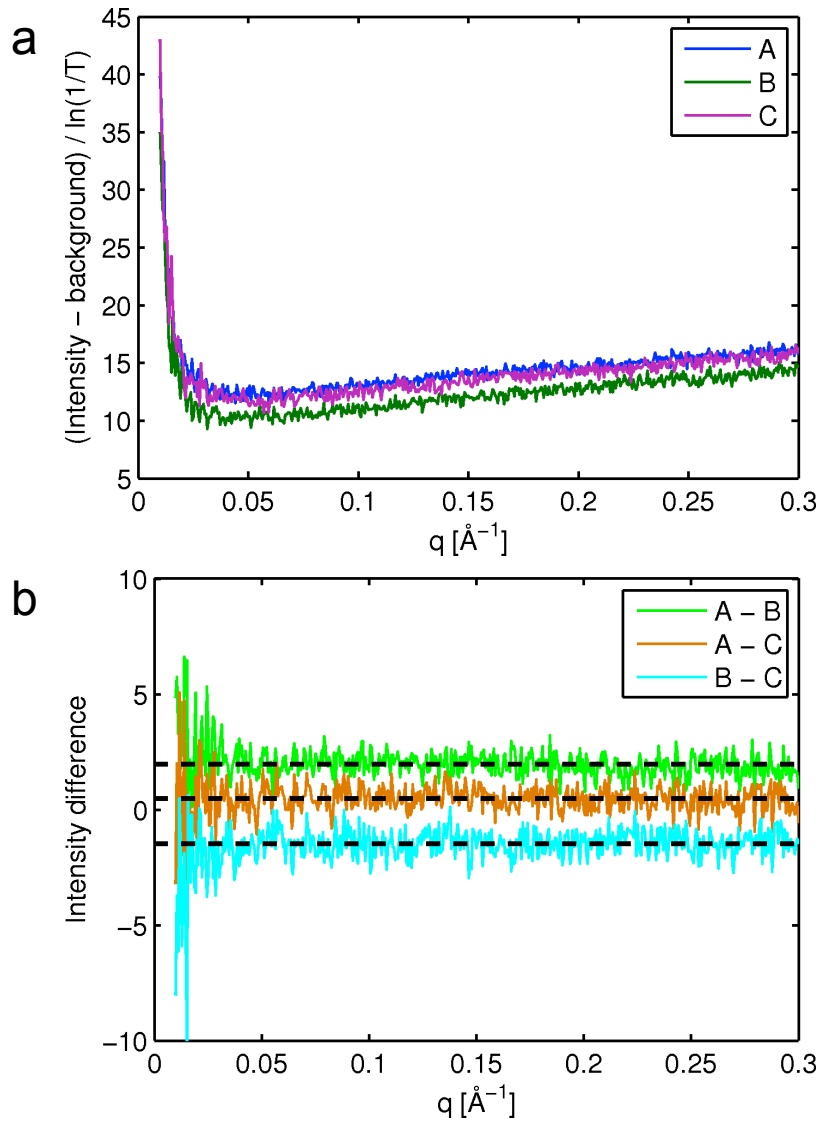 a
(Intensity − background) / ln(1/T)
45
40
35
30
25
20
15
10
5
0
0.05
0.1
0.15
0.2
0.25
0.3
q [Å⁻¹]
A
B
C
b
Intensity difference
10
5
0
−5
−10
0
0.05
0.1
0.15
0.2
0.25
0.3
q [Å⁻¹]
A − B
A − C
B − C